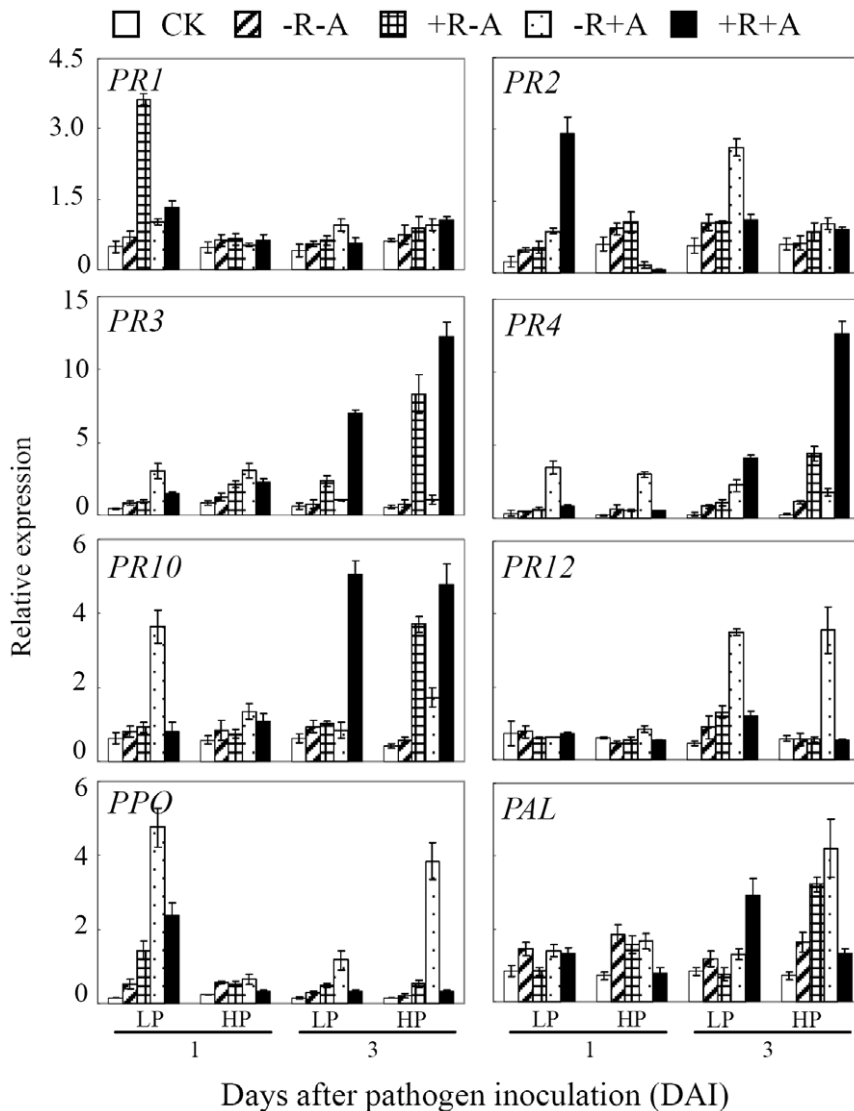 CK -R-A +R-A -R+A +R+A
PR1 PR2
4.5
3.0
1.5
0
PR3 PR4
15
10
5
0
PR10 PR12
6
4
2
0
PPO PAL
6
4
2
0
Relative expression
LP HP LP HP LP HP LP HP
1 3 1 3
Days after pathogen inoculation (DAI)